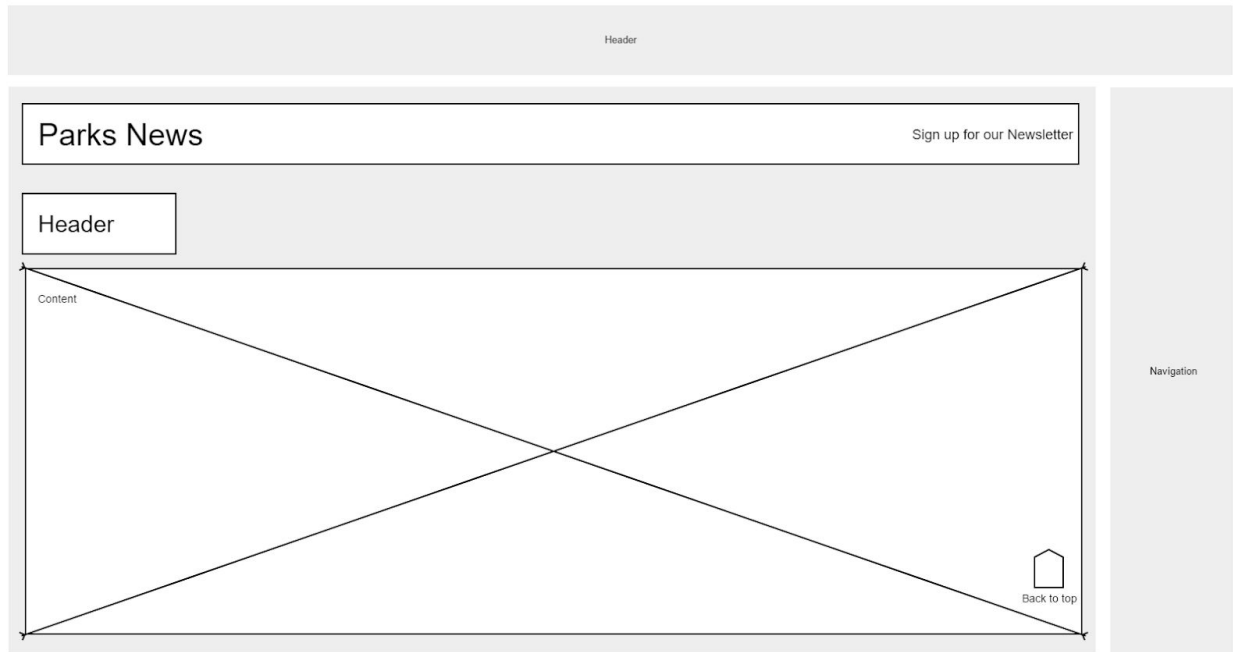 Header
Parks News
Sign up for our Newsletter
Header
Content
Navigation
Back to top